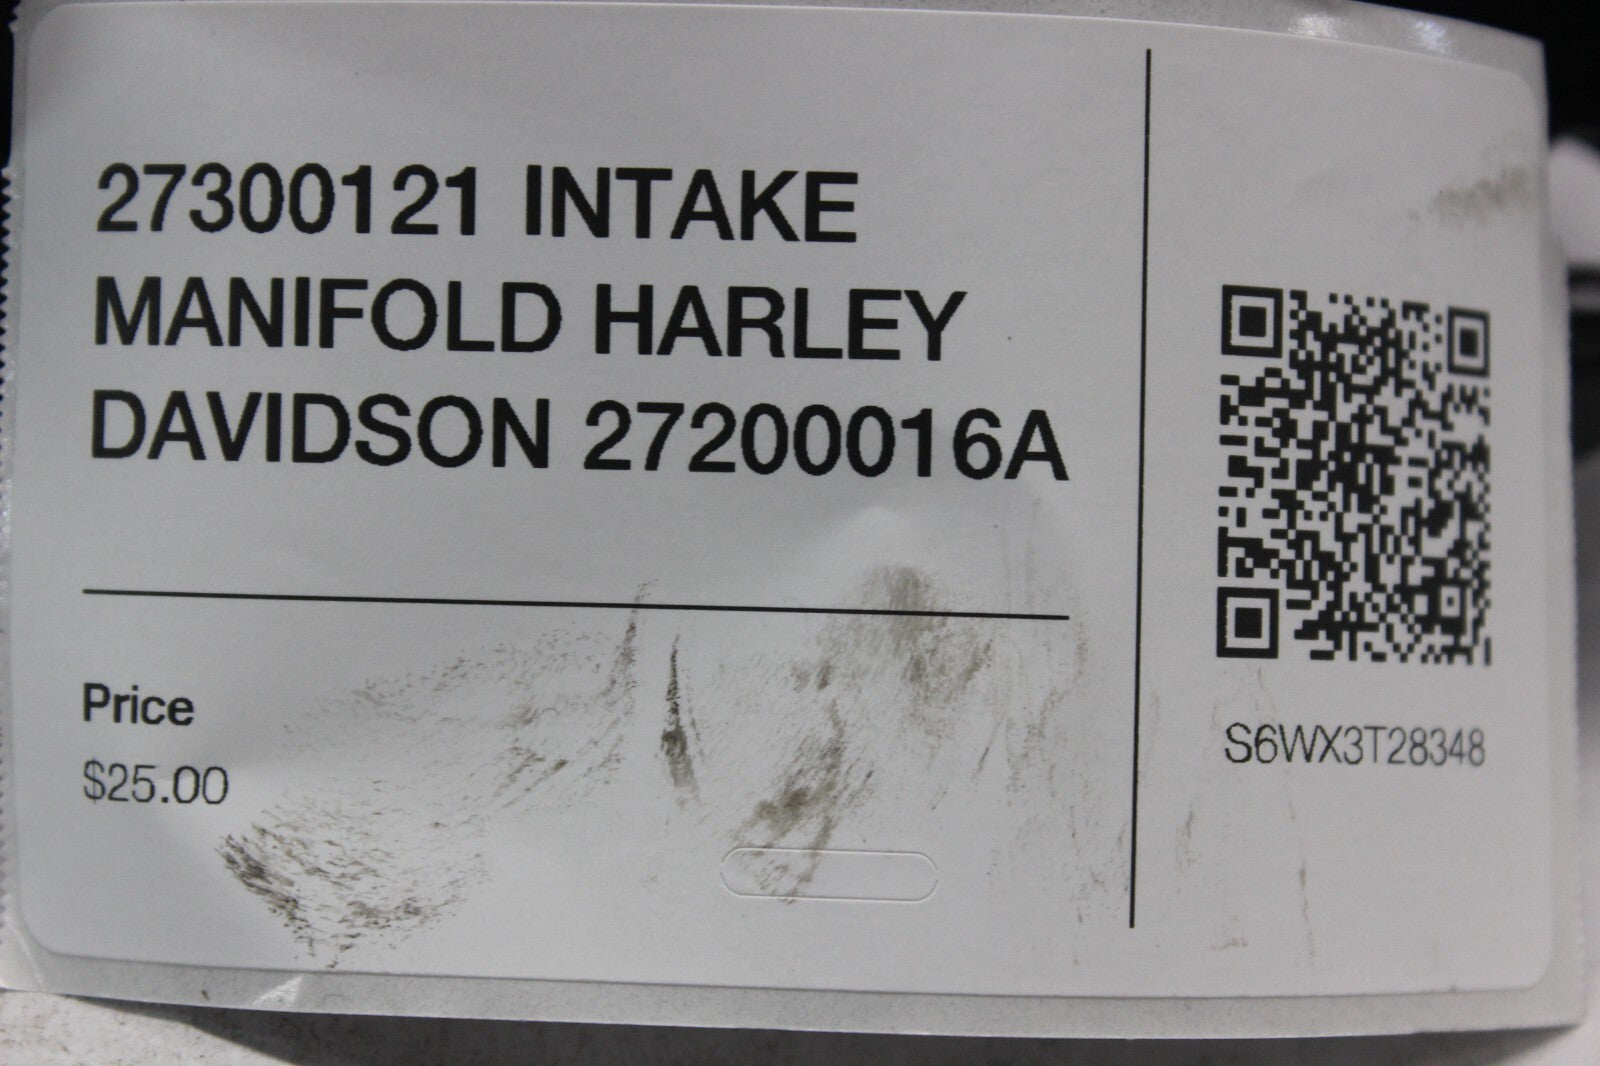 27300121 INTAKE
MANIFOLD HARLEY
DAVIDSON 27200016A
Price
$25.00
S6WX3T28348